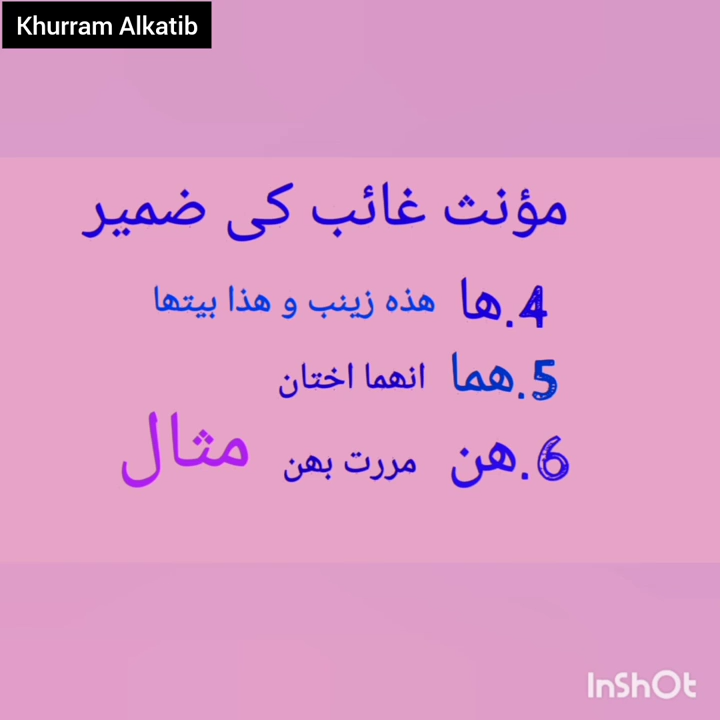 Khurram Alkatib
مؤنث غائب کی ضمیر
4.ها هذه زينب و هذا بيتها
5.هما انهما اختان
6.هن مررت بهن مثال
InShOt